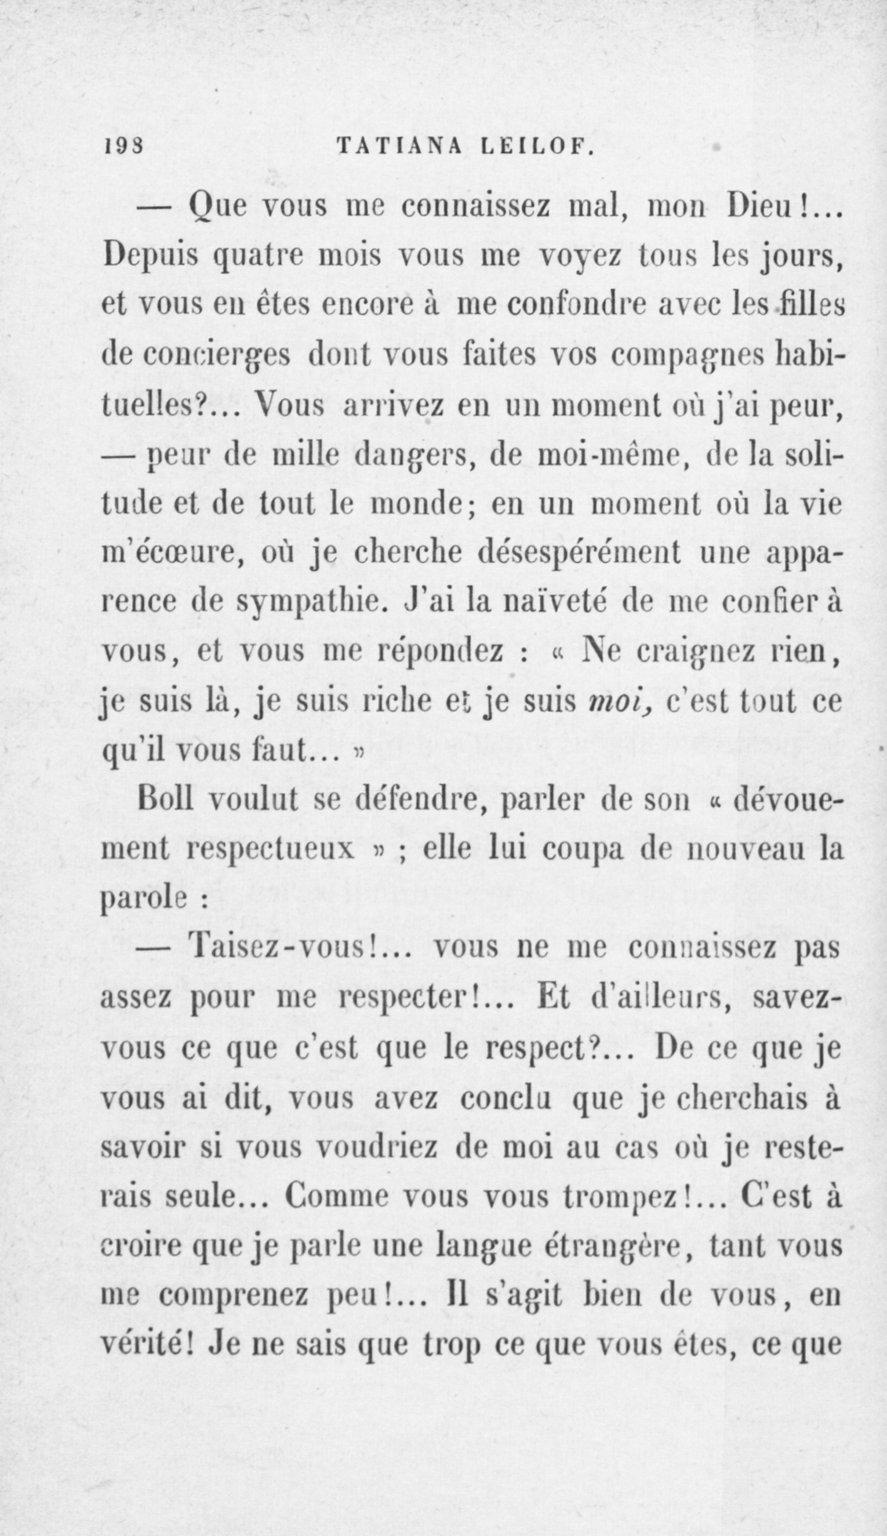 198 TATIANA LEILOF.
— Que vous me connaissez mal, mon Dieu!...
Depuis quatre mois vous me voyez tous les jours,
et vous en êtes encore à me confondre avec les filles
de concierges dont vous faites vos compagnes habi-
tuelles?... Vous arrivez en un moment où j'ai peur,
— peur de mille dangers, de moi-même, de la soli-
tude et de tout le monde; en un moment où la vie
m'écœure, où je cherche désespérément une appa-
rence de sympathie. J'ai la naïveté de me confier à
vous, et vous me répondez : « Ne craignez rien,
je suis là, je suis riche et je suis moi, c'est tout ce
qu'il vous faut... »
Boll voulut se défendre, parler de son « dévoue-
ment respectueux » ; elle lui coupa de nouveau la
parole :
— Taisez-vous!... vous ne me connaissez pas
assez pour me respecter!... Et d'ailleurs, savez-
vous ce que c'est que le respect?... De ce que je
vous ai dit, vous avez conclu que je cherchais à
savoir si vous voudriez de moi au cas où je reste-
rais seule... Comme vous vous trompez!... C'est à
croire que je parle une langue étrangère, tant vous
me comprenez peu!... Il s'agit bien de vous, en
vérité! Je ne sais que trop ce que vous êtes, ce que